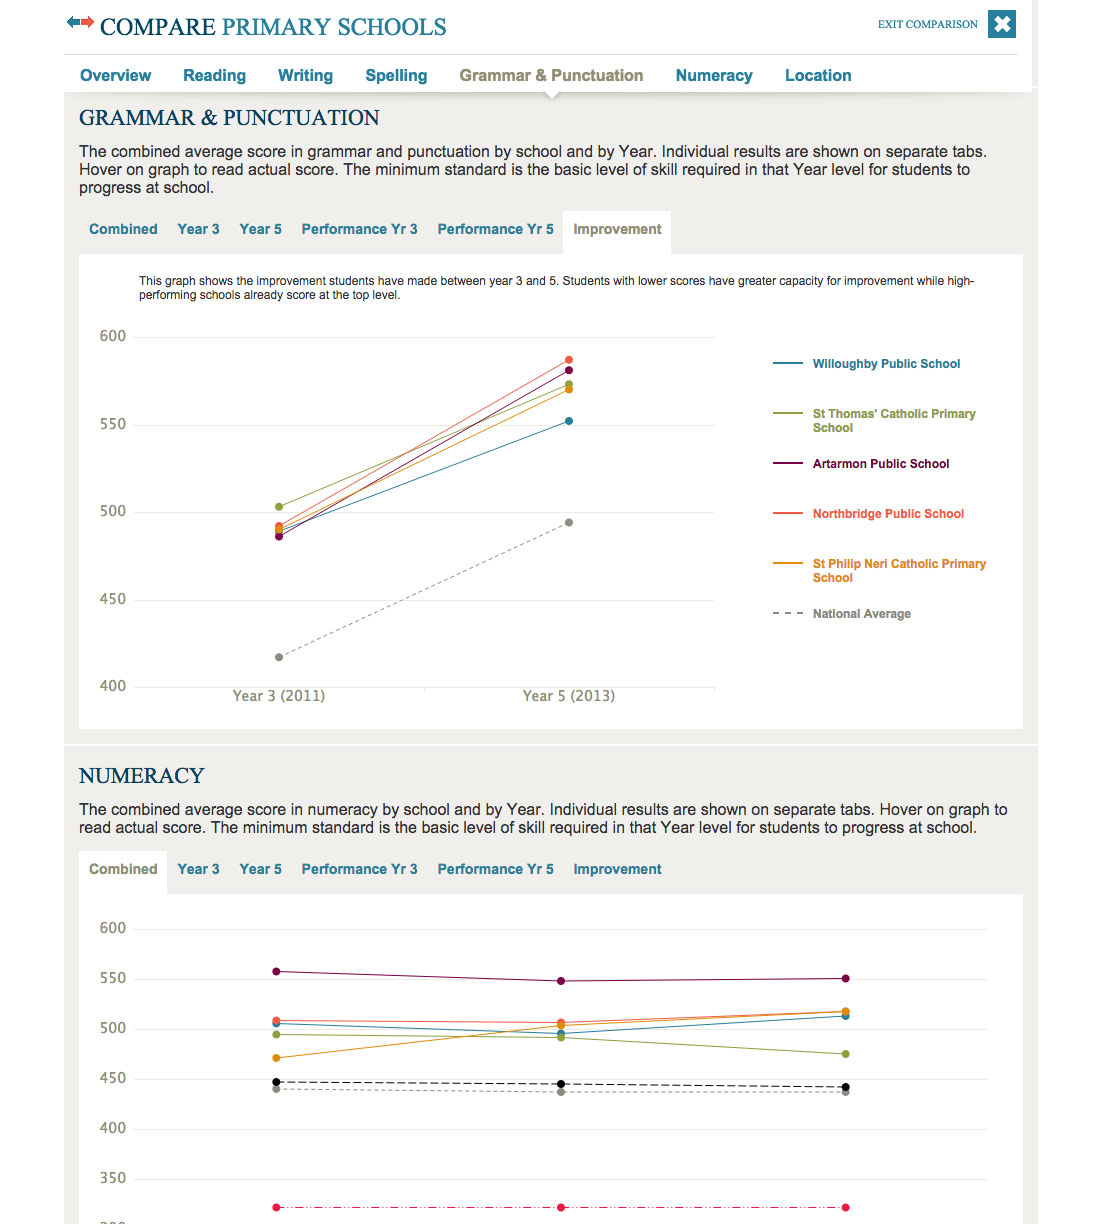 COMPARE PRIMARY SCHOOLS
EXIT COMPARISON
Overview Reading Writing Spelling Grammar & Punctuation Numeracy Location
GRAMMAR & PUNCTUATION
The combined average score in grammar and punctuation by school and by Year. Individual results are shown on separate tabs.
Hover on graph to read actual score. The minimum standard is the basic level of skill required in that Year level for students to
progress at school.
Combined Year 3 Year 5 Performance Yr 3 Performance Yr 5 Improvement
This graph shows the improvement students have made between year 3 and 5. Students with lower scores have greater capacity for improvement while high-
performing schools already score at the top level.
600
550
500
450
400
Year 3 (2011) Year 5 (2013)
Willoughby Public School
St Thomas' Catholic Primary
School
Artarmon Public School
Northbridge Public School
St Philip Neri Catholic Primary
School
National Average
NUMERACY
The combined average score in numeracy by school and by Year. Individual results are shown on separate tabs. Hover on graph to
read actual score. The minimum standard is the basic level of skill required in that Year level for students to progress at school.
Combined Year 3 Year 5 Performance Yr 3 Performance Yr 5 Improvement
600
550
500
450
400
350